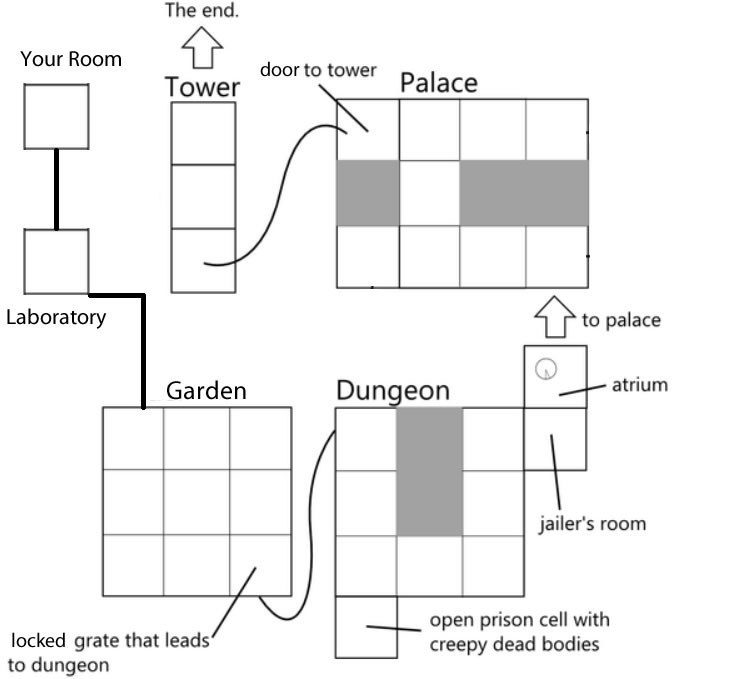 The end.
Your Room
Tower
door to tower
Palace
Laboratory
to palace
Garden
Dungeon
atrium
jailer's room
locked grate that leads
to dungeon
open prison cell with
creepy dead bodies